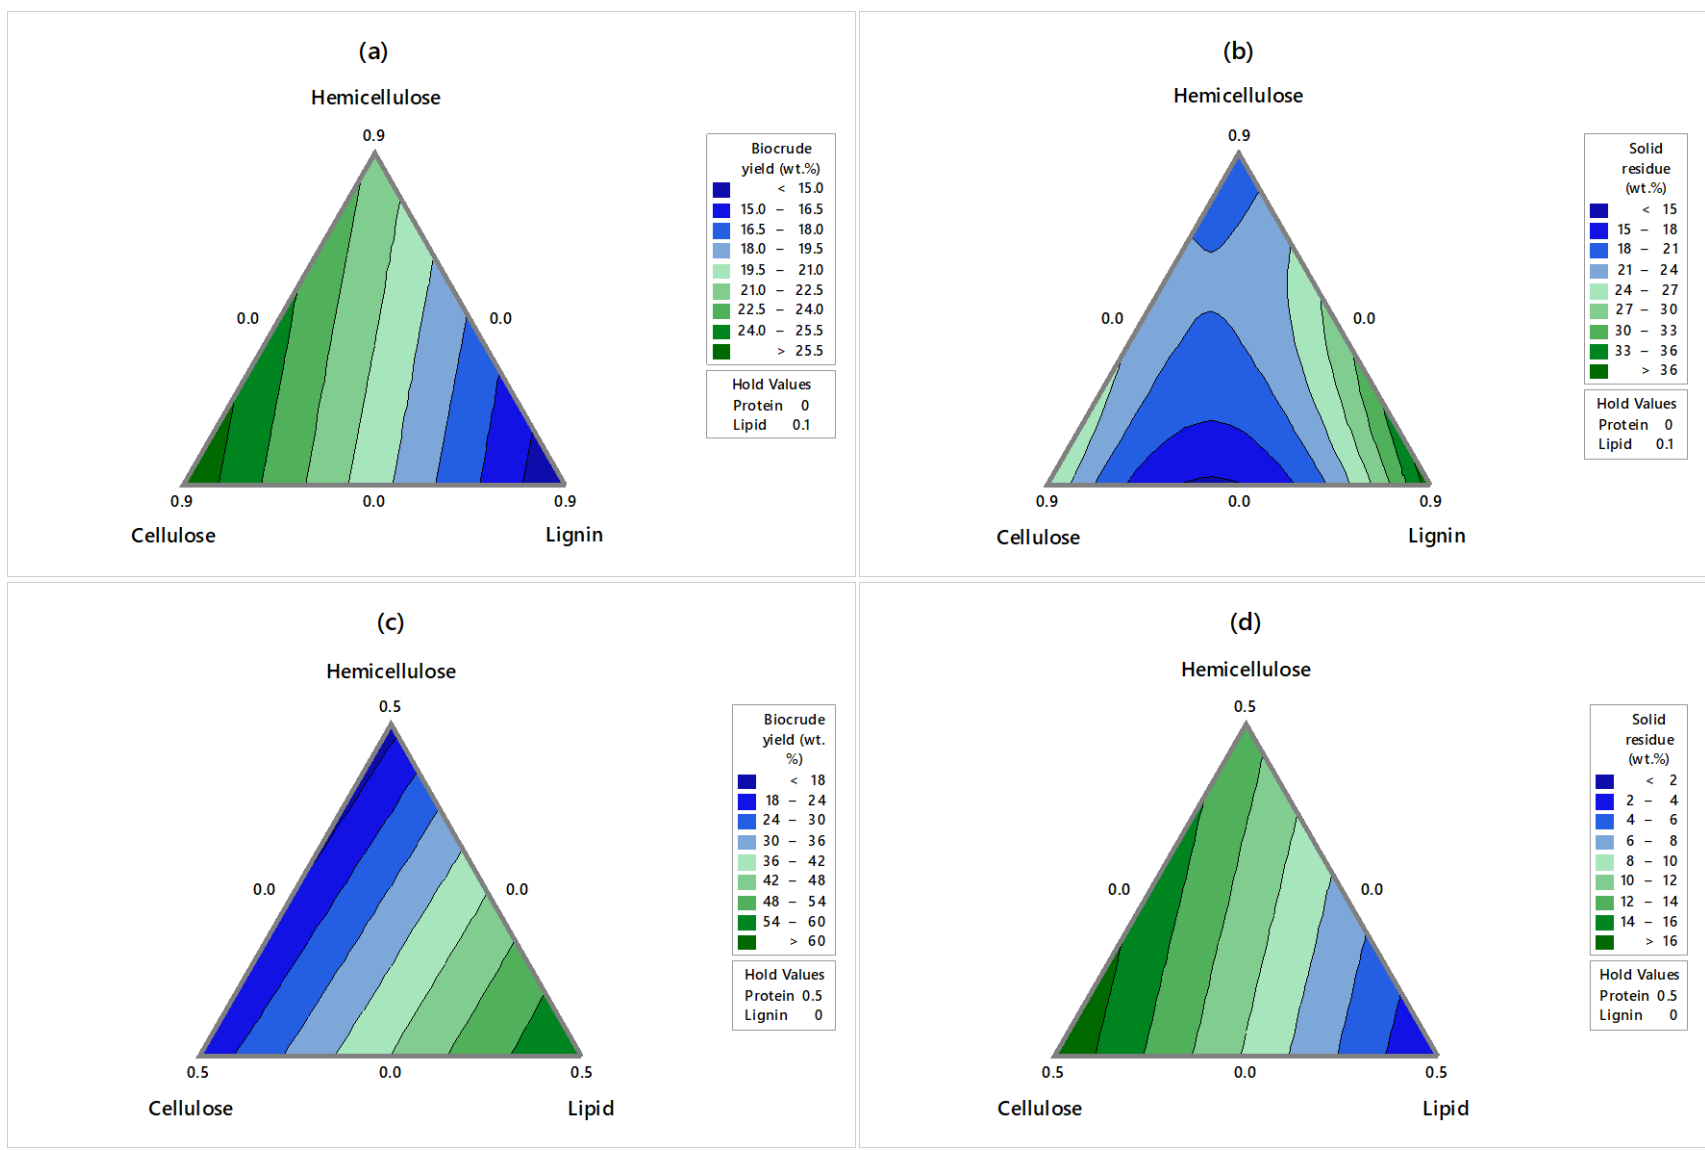 (a)
Hemicellulose
0.9
0.0
0.0
0.9
0.0
0.9
Cellulose
Lignin
Biocrude
yield (wt.%)
< 15.0
15.0 – 16.5
16.5 – 18.0
18.0 – 19.5
19.5 – 21.0
21.0 – 22.5
22.5 – 24.0
24.0 – 25.5
> 25.5
Hold Values
Protein 0
Lipid 0.1
(b)
Hemicellulose
0.9
0.0
0.0
0.9
0.0
0.9
Cellulose
Lignin
Solid
residue
(wt.%)
< 15
15 – 18
18 – 21
21 – 24
24 – 27
27 – 30
30 – 33
33 – 36
> 36
Hold Values
Protein 0
Lipid 0.1
(c)
Hemicellulose
0.5
0.0
0.0
0.5
0.0
0.5
Cellulose
Lipid
Biocrude
yield (wt.
%)
< 18
18 – 24
24 – 30
30 – 36
36 – 42
42 – 48
48 – 54
54 – 60
> 60
Hold Values
Protein 0.5
Lignin 0
(d)
Hemicellulose
0.5
0.0
0.0
0.5
0.0
0.5
Cellulose
Lipid
Solid
residue
(wt.%)
< 2
2 – 4
4 – 6
6 – 8
8 – 10
10 – 12
12 – 14
14 – 16
> 16
Hold Values
Protein 0.5
Lignin 0